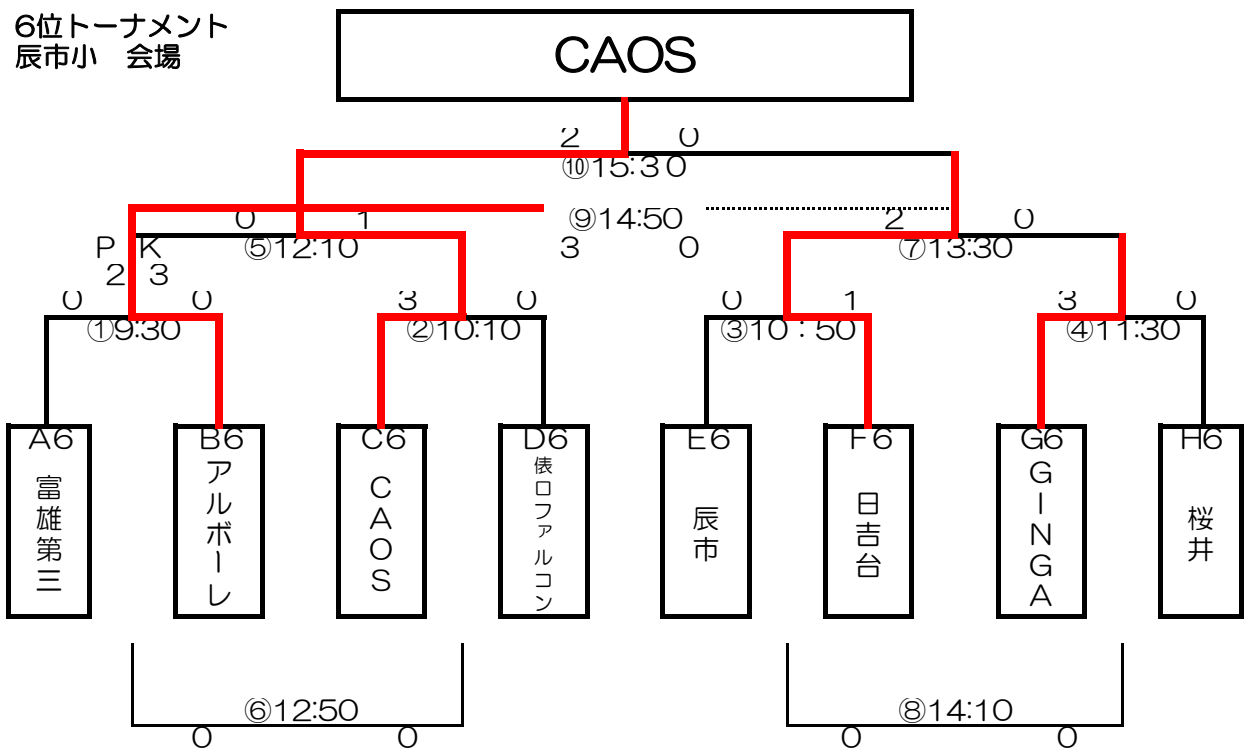 6位トーナメント
辰市小　会場
CAOS
2 0
⑩15:30
⑨14:50
0 1 2 0
PK ⑤12:10 3 0 ⑦13:30
2 3
0 0 3 0 0 1 3 0
①9:30 ②10:10 ③10：50 ④11:30
A6 B6 C6 D6 E6 F6 G6 H6
富雄第三
アルボーレ
CAOS
俵口ファルコン
辰市
日吉台
GINGA
桜井
⑥12:50 ⑧14:10
0 0 0 0